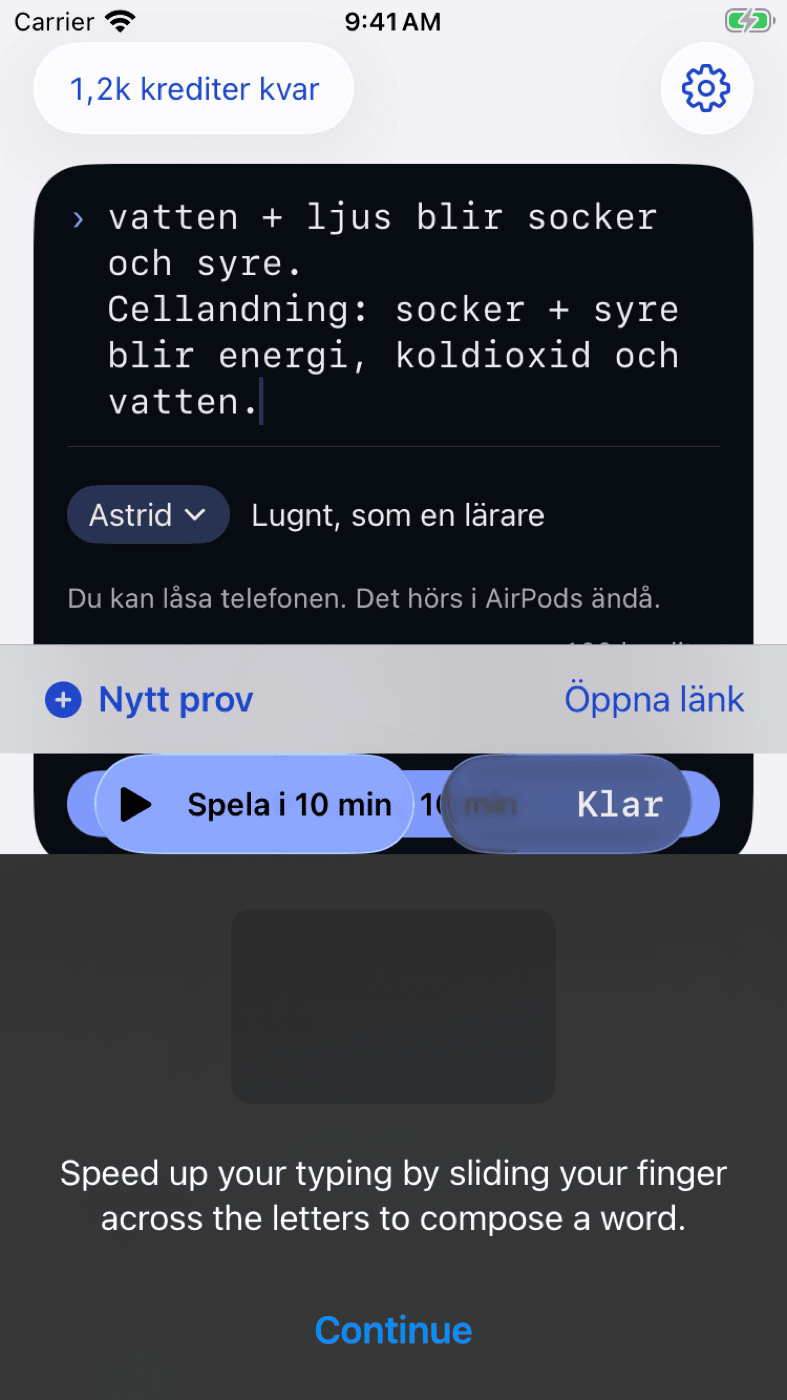 Carrier 9:41 AM
1,2k krediter kvar
› vatten + ljus blir socker
och syre.
Cellandning: socker + syre
blir energi, koldioxid och
vatten.
Astrid Lugnt, som en lärare
Du kan låsa telefonen. Det hörs i AirPods ändå.
Nytt prov Öppna länk
Spela i 10 min min Klar
Speed up your typing by sliding your finger
across the letters to compose a word.
Continue